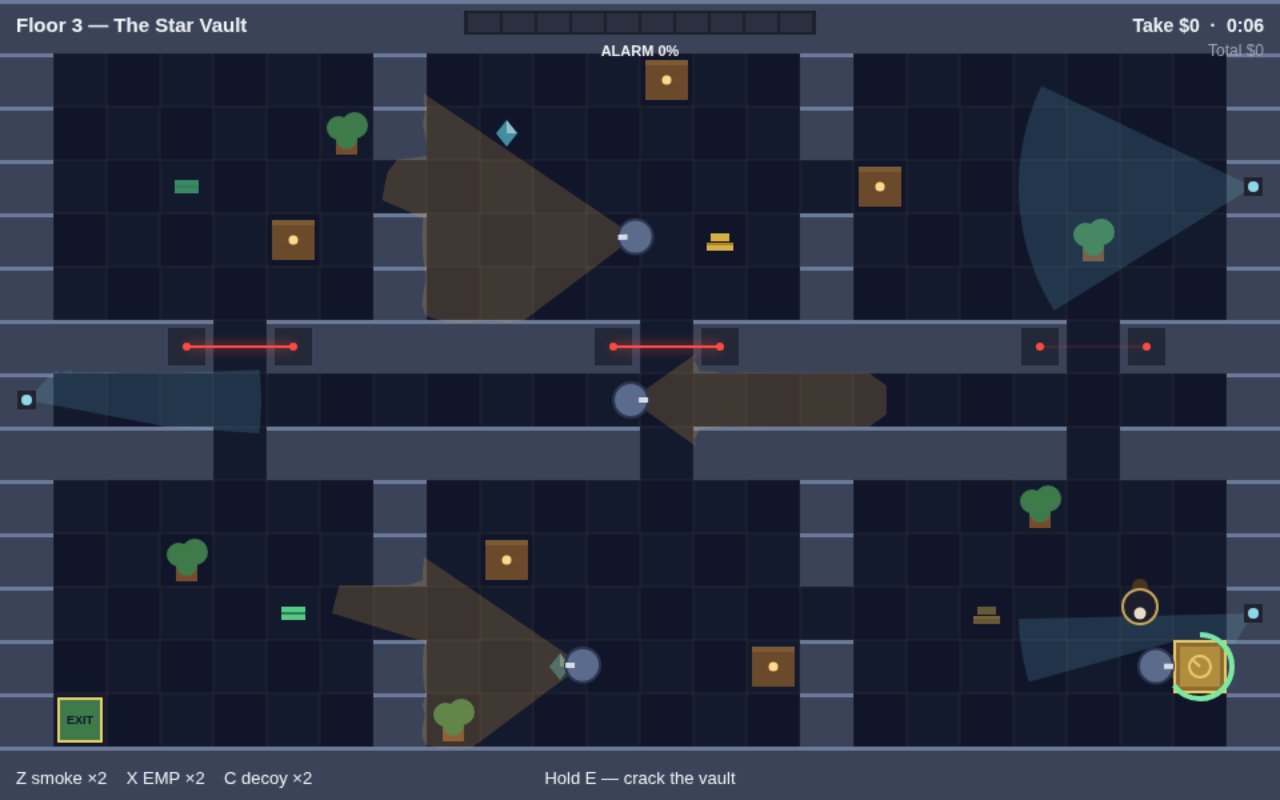 Floor 3 — The Star Vault
Take $0 · 0:06
ALARM 0%
Total $0
EXIT
Z smoke ×2 X EMP ×2 C decoy ×2
Hold E — crack the vault